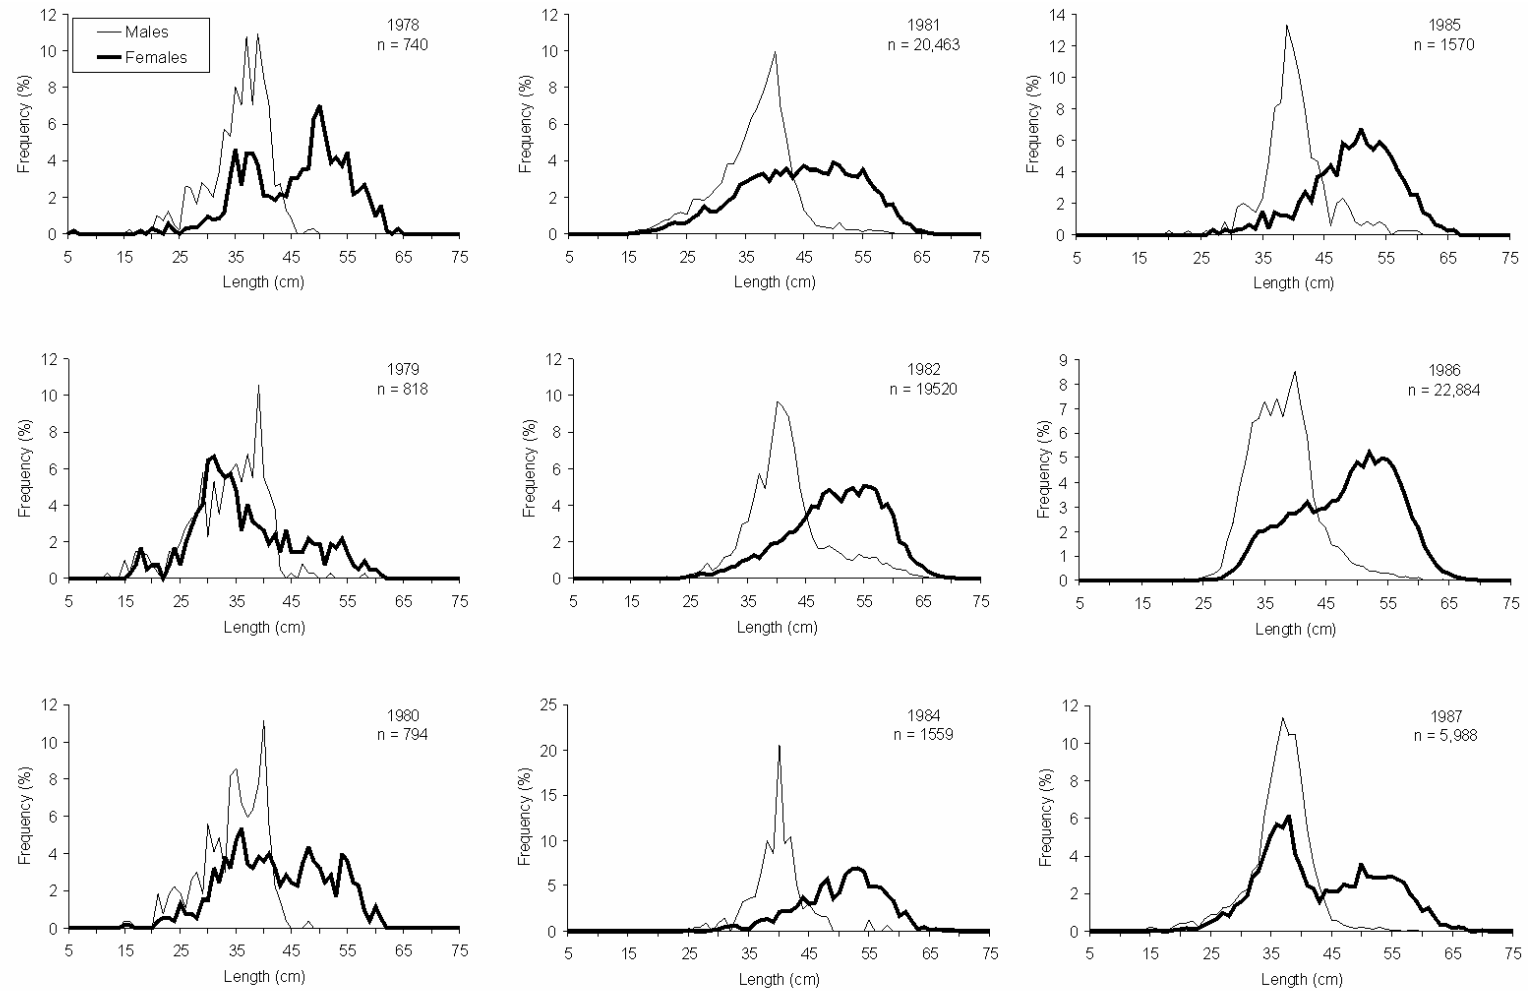 12
10
8
6
4
2
0
Frequency (%)
Males
Females
1978
n = 740
5 15 25 35 45 55 65 75
Length (cm)
12
10
8
6
4
2
0
Frequency (%)
1981
n = 20,463
5 15 25 35 45 55 65 75
Length (cm)
14
12
10
8
6
4
2
0
Frequency (%)
1985
n = 1570
5 15 25 35 45 55 65 75
Length (cm)
12
10
8
6
4
2
0
Frequency (%)
1979
n = 818
5 15 25 35 45 55 65 75
Length (cm)
12
10
8
6
4
2
0
Frequency (%)
1982
n = 19520
5 15 25 35 45 55 65 75
Length (cm)
9
8
7
6
5
4
3
2
1
0
Frequency (%)
1986
n = 22,884
5 15 25 35 45 55 65 75
Length (cm)
12
10
8
6
4
2
0
Frequency (%)
1980
n = 794
5 15 25 35 45 55 65 75
Length (cm)
25
20
15
10
5
0
Frequency (%)
1984
n = 1559
5 15 25 35 45 55 65 75
Length (cm)
12
10
8
6
4
2
0
Frequency (%)
1987
n = 5,988
5 15 25 35 45 55 65 75
Length (cm)